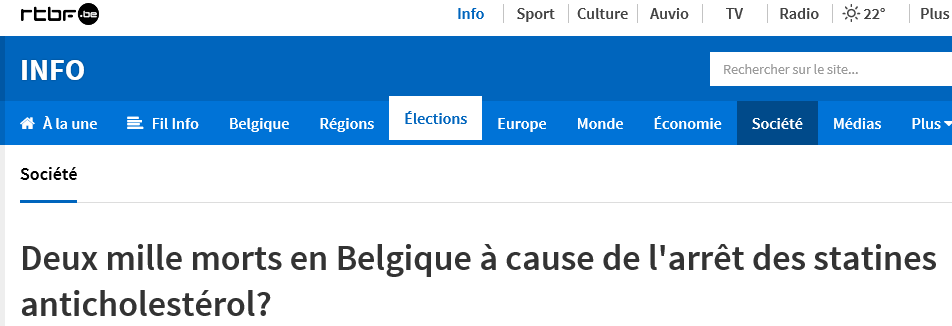 rtbf.be Info Sport Culture Auvio TV Radio 22° Plus
INFO Rechercher sur le site...
À la une Fil Info Belgique Régions Élections Europe Monde Économie Société Médias Plus
Société
Deux mille morts en Belgique à cause de l'arrêt des statines
anticholestérol?